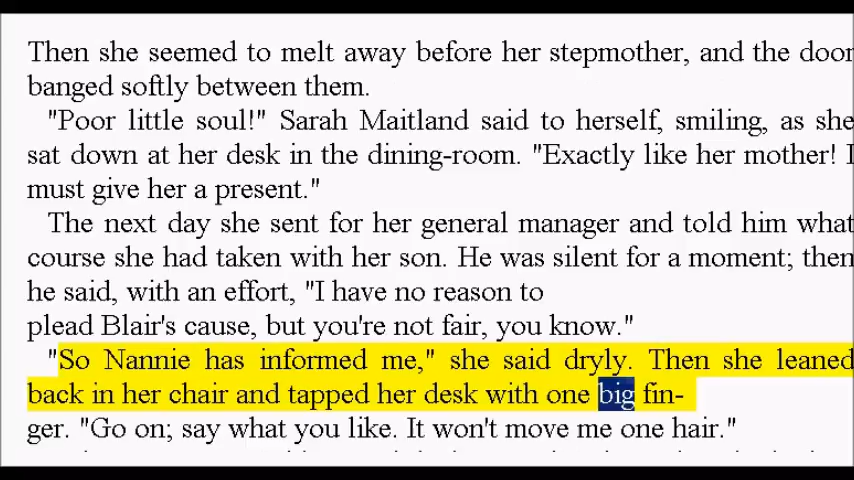 Then she seemed to melt away before her stepmother, and the door
banged softly between them.
"Poor little soul!" Sarah Maitland said to herself, smiling, as she
sat down at her desk in the dining-room. "Exactly like her mother! I
must give her a present."
The next day she sent for her general manager and told him what
course she had taken with her son. He was silent for a moment; then
he said, with an effort, "I have no reason to
plead Blair's cause, but you're not fair, you know."
"So Nannie has informed me," she said dryly. Then she leaned
back in her chair and tapped her desk with one big fin-
ger. "Go on; say what you like. It won't move me one hair."